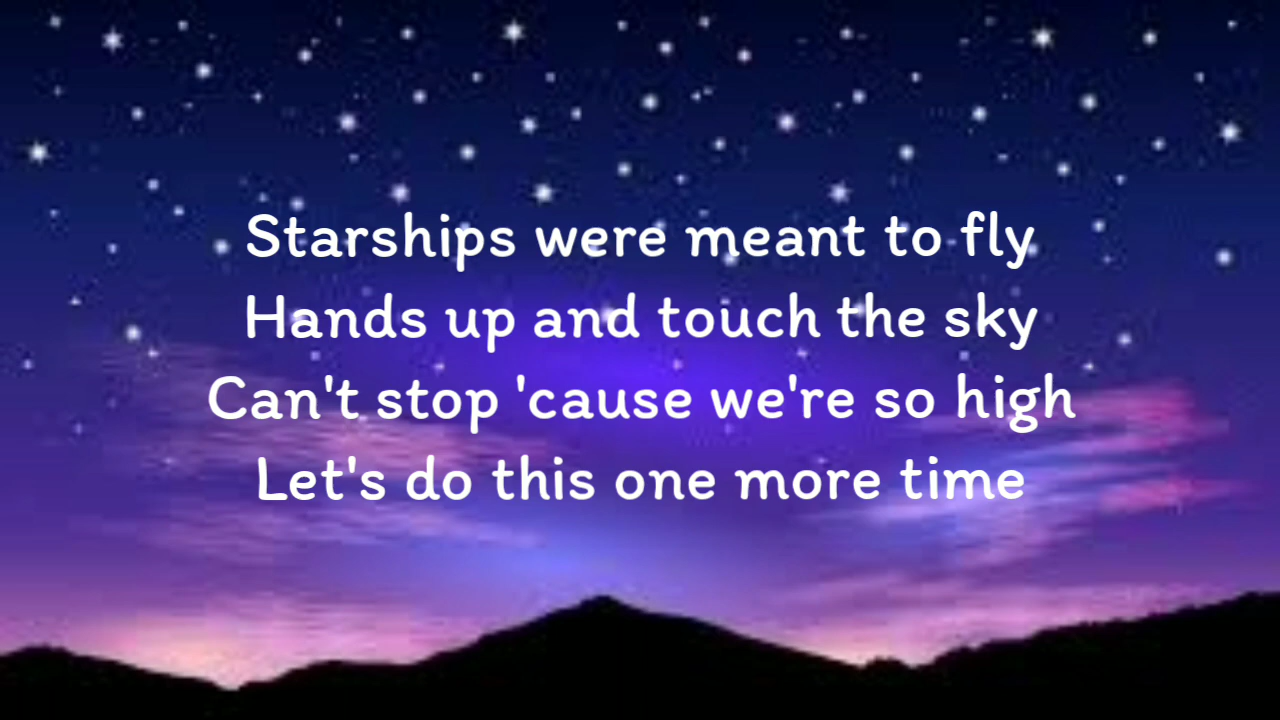 Starships were meant to fly
Hands up and touch the sky
Can't stop 'cause we're so high
Let's do this one more time